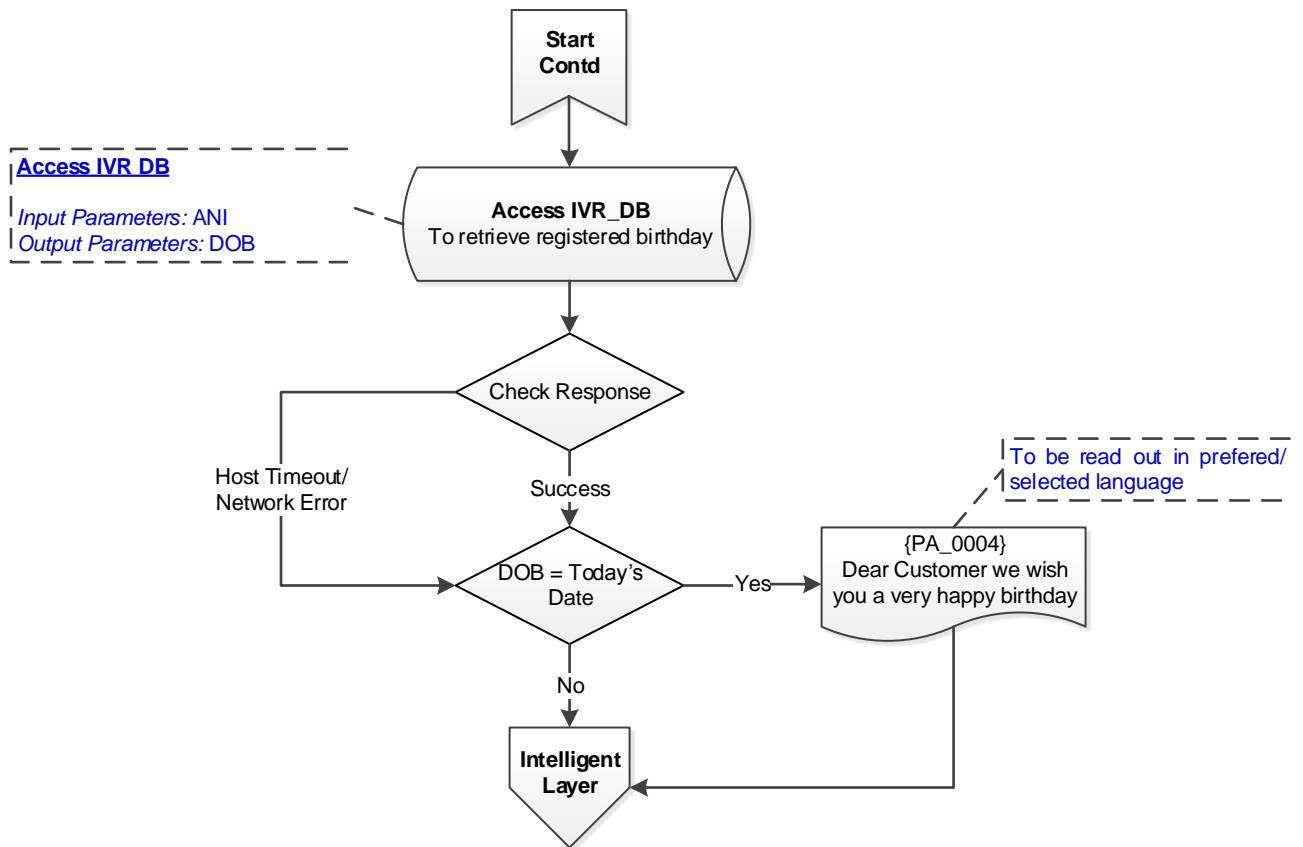 Start
Contd
Access IVR DB
Input Parameters: ANI
Output Parameters: DOB
Access IVR_DB
To retrieve registered birthday
Check Response
Host Timeout/
Network Error
Success
To be read out in prefered/
selected language
DOB = Today's
Date
Yes
{PA_0004}
Dear Customer we wish
you a very happy birthday
No
Intelligent
Layer